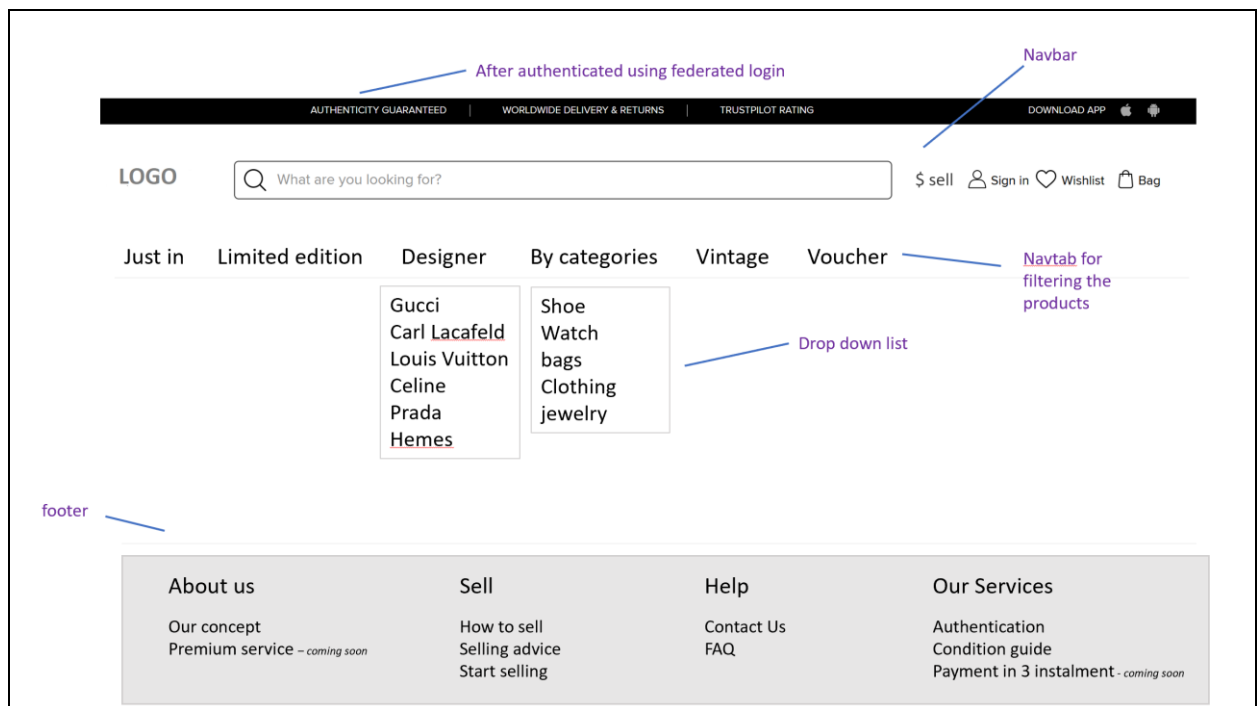 Navbar
After authenticated using federated login
AUTHENTICITY GUARANTEED | WORLDWIDE DELIVERY & RETURNS | TRUSTPILOT RATING DOWNLOAD APP
LOGO What are you looking for? $ sell Sign in Wishlist Bag
Just in Limited edition Designer By categories Vintage Voucher
Navtab for
filtering the
products
Gucci
Carl Lacafeld
Louis Vuitton
Celine
Prada
Hemes
Shoe
Watch
bags
Clothing
jewelry
Drop down list
footer
About us
Our concept
Premium service – coming soon
Sell
How to sell
Selling advice
Start selling
Help
Contact Us
FAQ
Our Services
Authentication
Condition guide
Payment in 3 instalment - coming soon